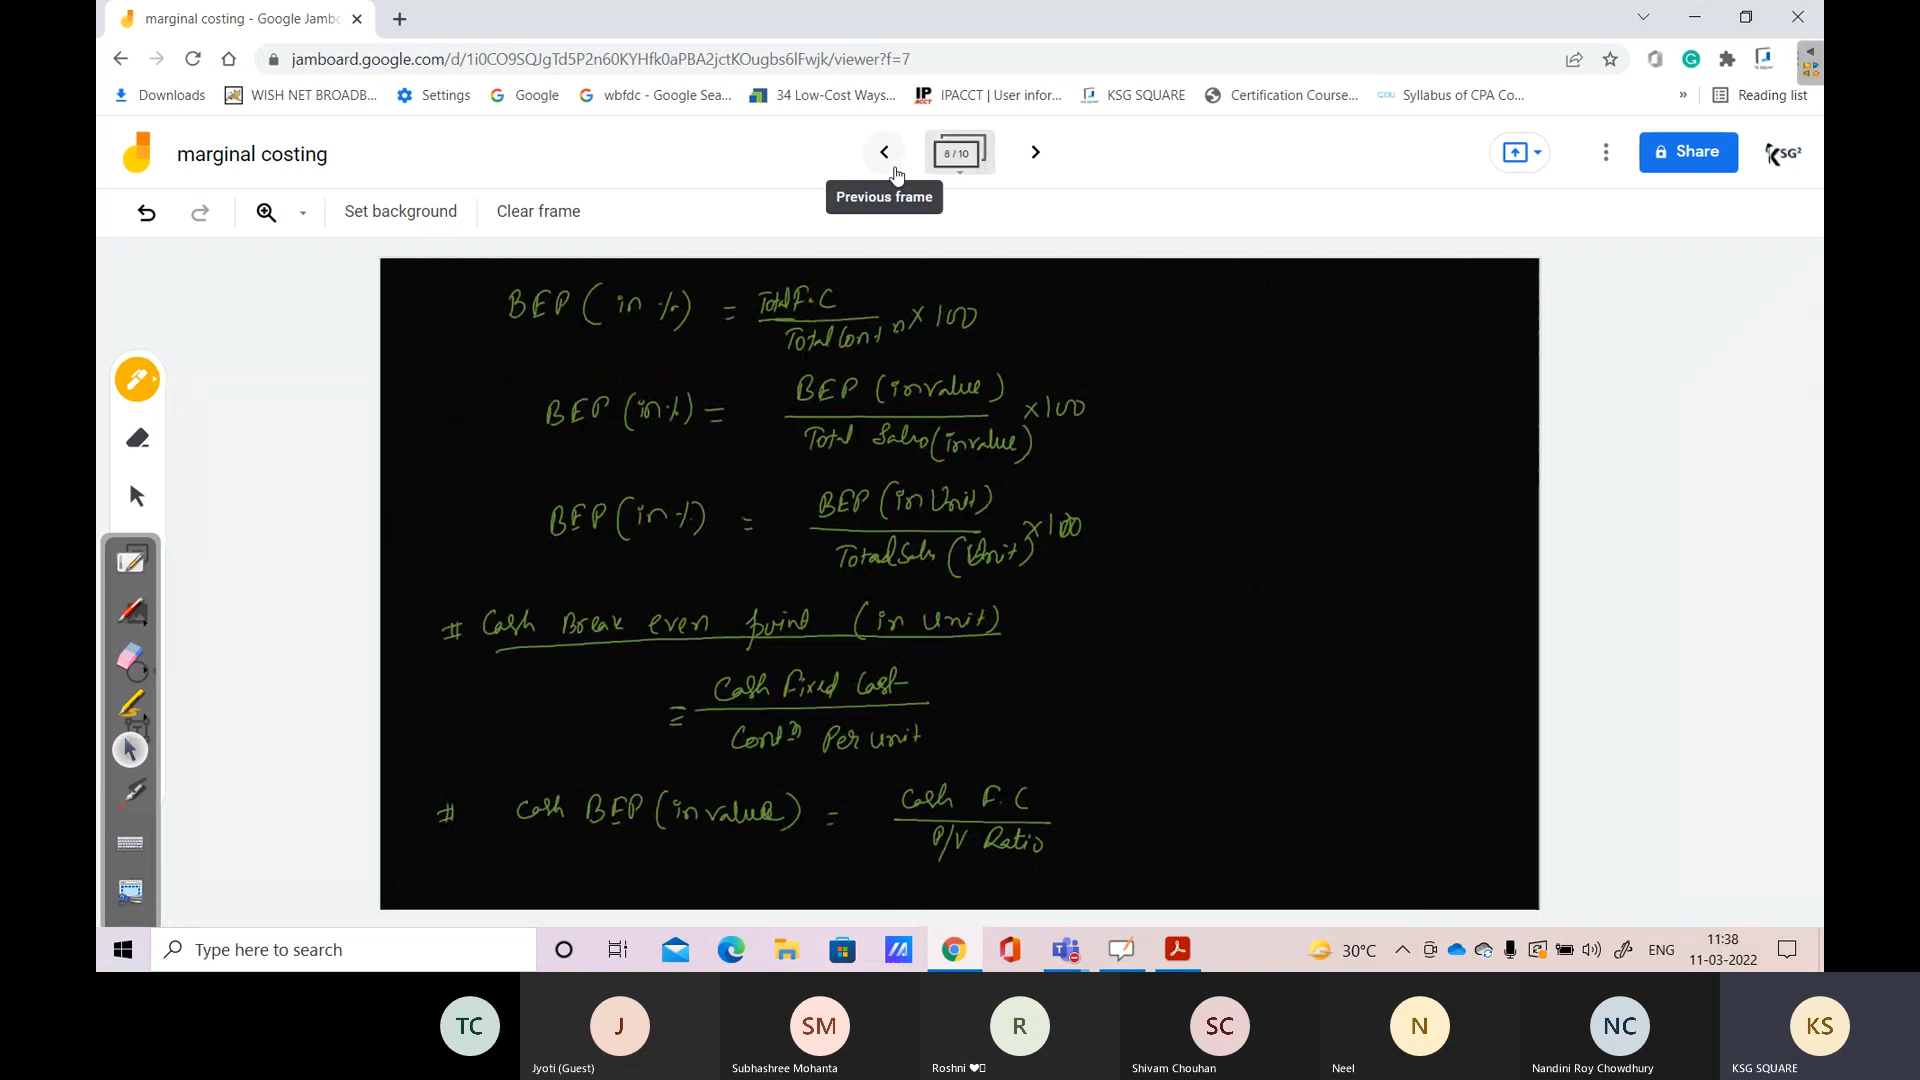 marginal costing - Google Jambo
jamboard.google.com/d/1i0CO9SQJgTd5P2n60KYHfk0aPBA2jctKOugbs6lFwjk/viewer?f=7
Downloads WISH NET BROADB... Settings Google wbfdc - Google Sea... 34 Low-Cost Ways... IPACCT | User infor... KSG SQUARE Certification Course... Syllabus of CPA Co... » Reading list
marginal costing 8 / 10 Share KSG²
Previous frame
Set background Clear frame
BEP (in %) = Total F.C / Total Contn × 100
BEP (in %) = BEP (in value) / Total Sales (in value) × 100
BEP (in %) = BEP (in Unit) / Total Sales (Unit) × 100
# Cash Break even point (in Unit)
= Cash Fixed Cost / Contn Per Unit
# Cash BEP (in value) = Cash F.C / P/V Ratio
Type here to search 30°C ENG 11:38
11-03-2022
TC J SM R SC N NC KS
Jyoti (Guest) Subhashree Mohanta Roshni ❤ Shivam Chouhan Neel Nandini Roy Chowdhury KSG SQUARE